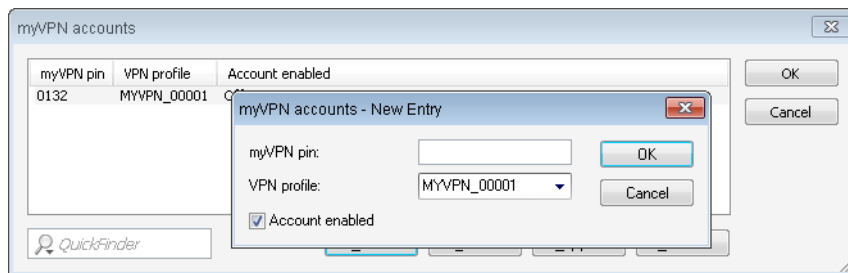 myVPN accounts
myVPN pin VPN profile Account enabled
0132 MYVPN_00001
OK
Cancel
myVPN accounts - New Entry
myVPN pin:
OK
VPN profile: MYVPN_00001
Cancel
Account enabled
QuickFinder